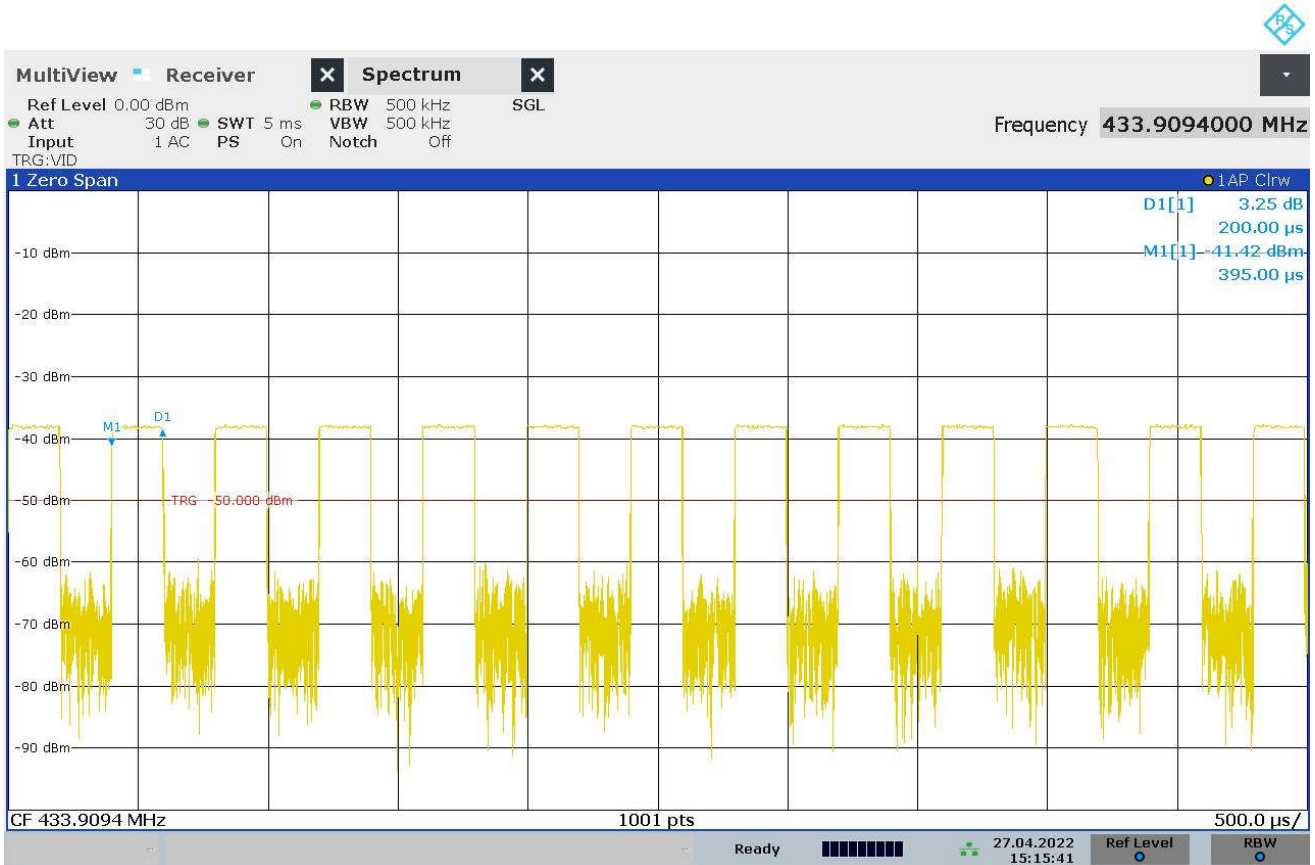 R/S
MultiView Receiver X Spectrum X
Ref Level 0.00 dBm RBW 500 kHz SGL
Att 30 dB SWT 5 ms VBW 500 kHz Frequency 433.9094000 MHz
Input 1 AC PS On Notch Off
TRG:VID
1 Zero Span 1AP Clrw
D1[1] 3.25 dB
200.00 µs
-10 dBm M1[1] -41.42 dBm
395.00 µs
-20 dBm
-30 dBm
M1 D1
-40 dBm
-50 dBm TRG -50.000 dBm
-60 dBm
-70 dBm
-80 dBm
-90 dBm
CF 433.9094 MHz 1001 pts 500.0 µs/
Ready 27.04.2022 Ref Level RBW
15:15:41